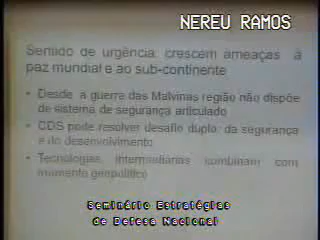 NEREU RAMOS
Sentido de urgência: crescem ameaças à
paz mundial e ao sub-continente
• Desde a guerra das Malvinas região não dispõe
de sistema de segurança articulado
• CDS pode resolver desafio duplo: da segurança
e do desenvolvimento
• Tecnologias intermediárias combinam com
momento geopolítico
Seminário Estratégias
de Defesa Nacional